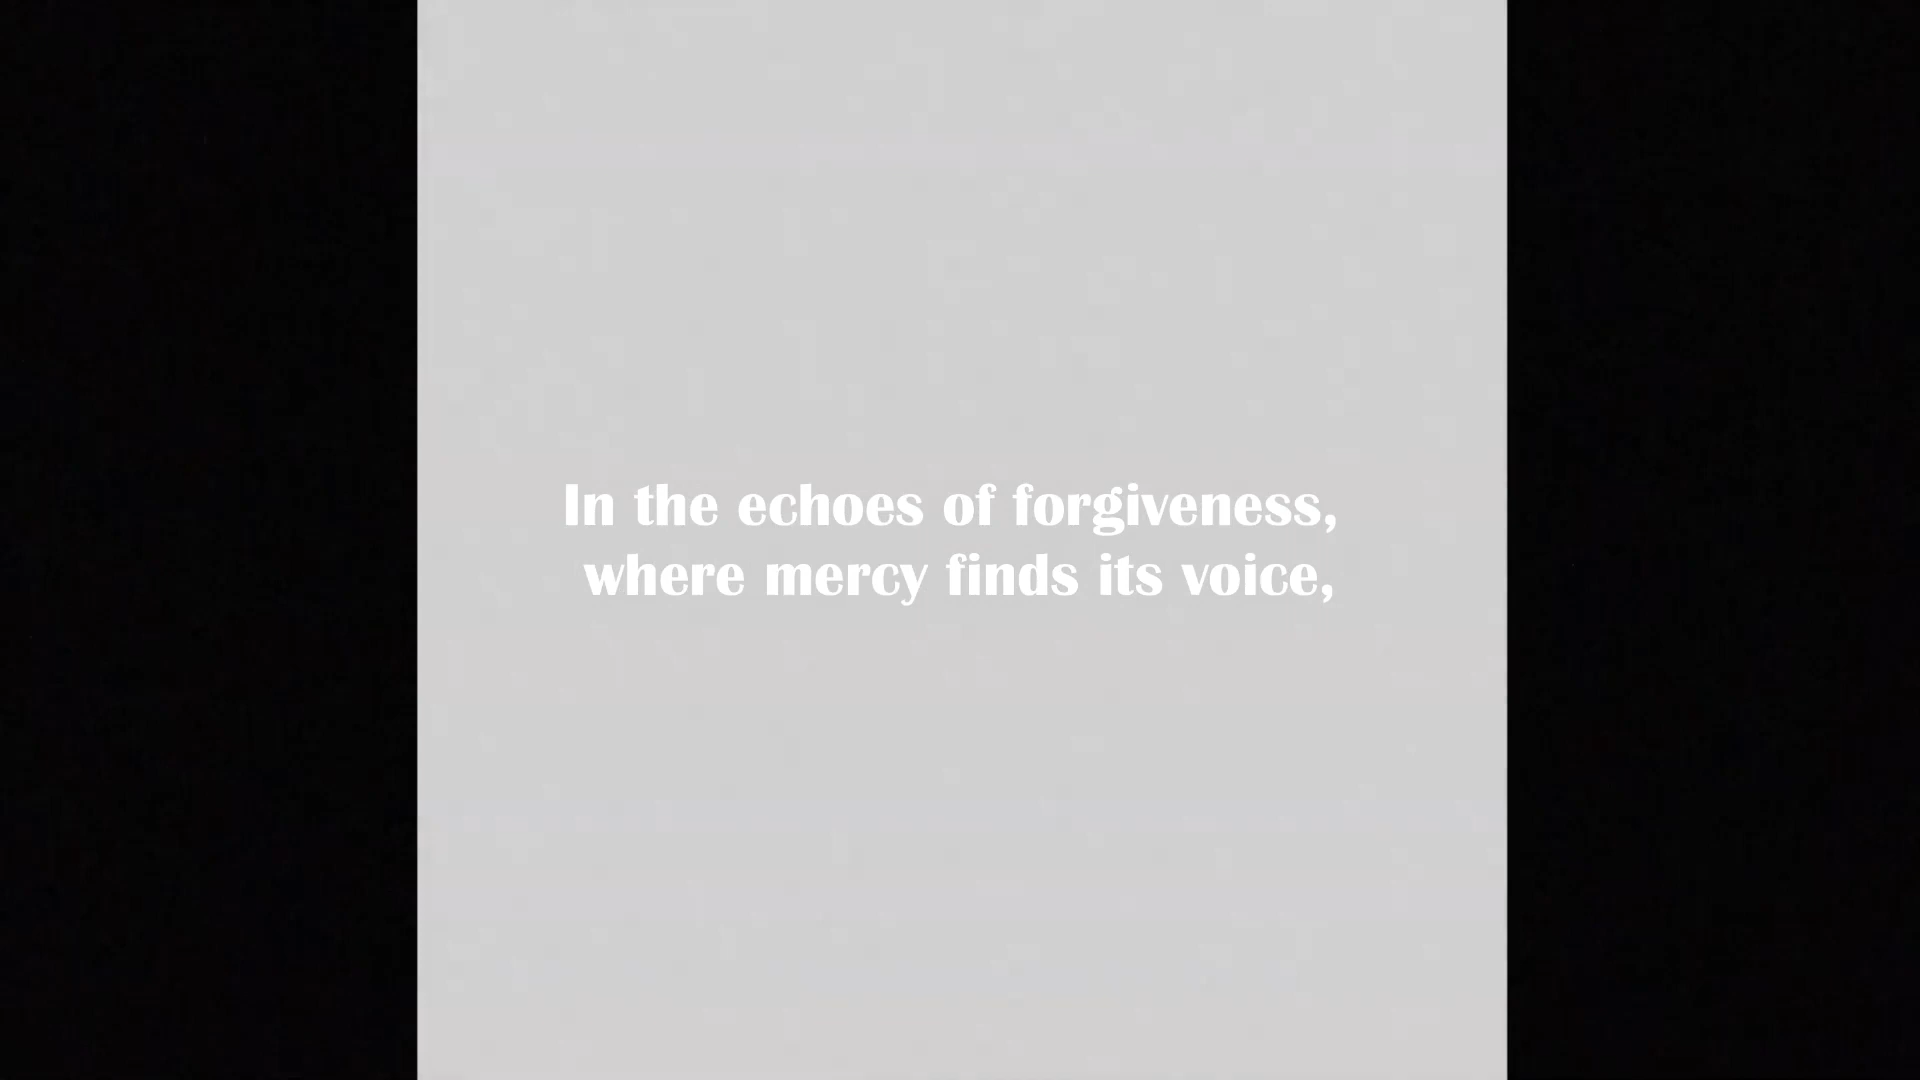 In the echoes of forgiveness,
where mercy finds its voice,